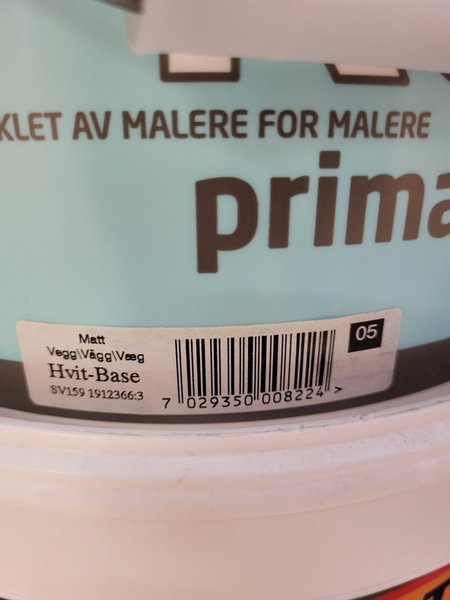 KLET AV MALERE FOR MALERE
prima
Matt
Vegg\Vägg\Væg
Hvit-Base
SV159 1912366:3
05
7 029350 008224 >